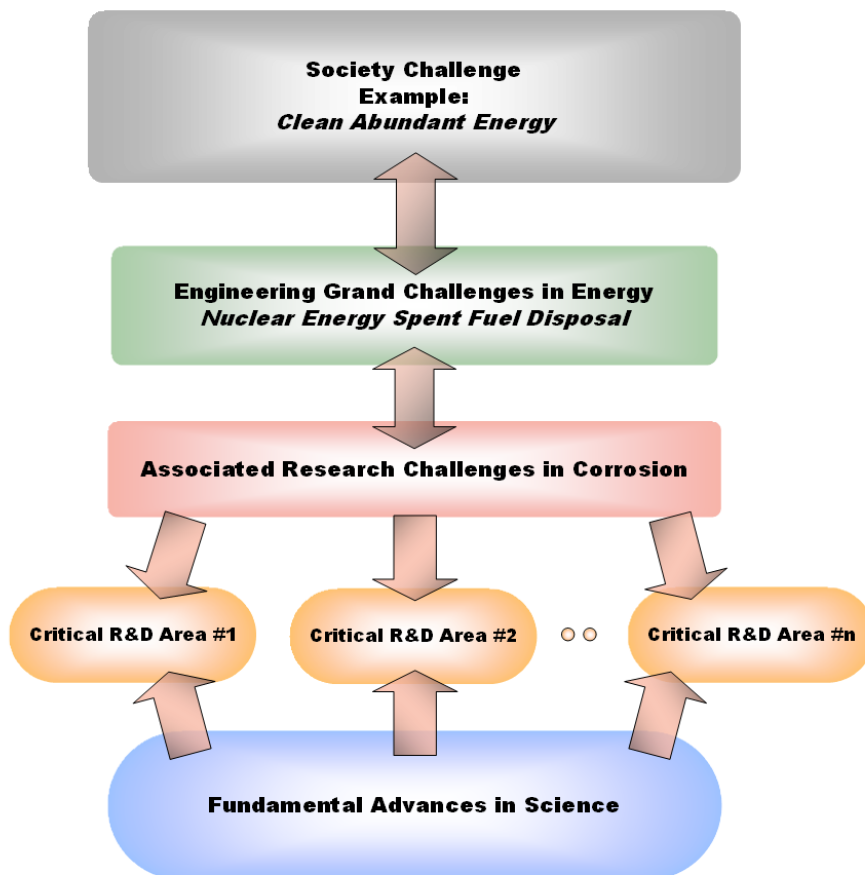 Society Challenge
Example:
Clean Abundant Energy
Engineering Grand Challenges in Energy
Nuclear Energy Spent Fuel Disposal
Associated Research Challenges in Corrosion
Critical R&D Area #1
Critical R&D Area #2
Critical R&D Area #n
Fundamental Advances in Science